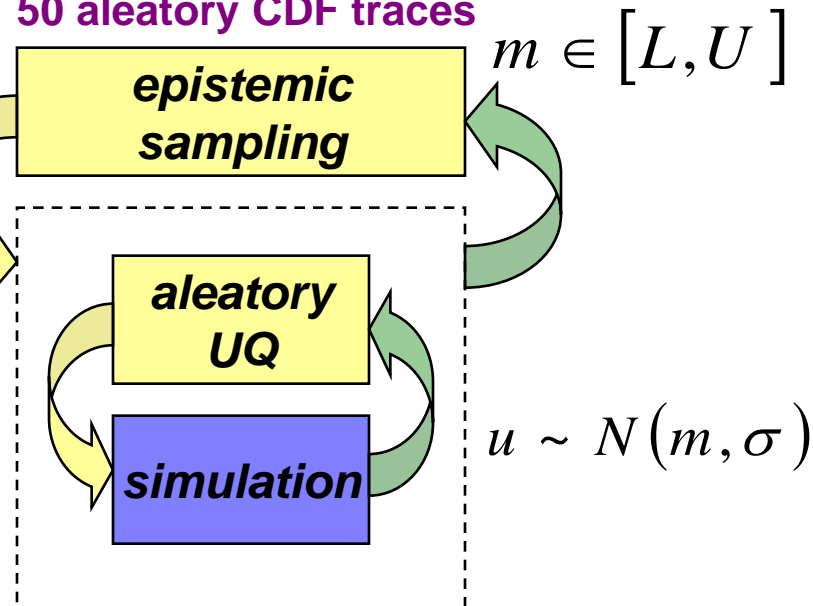 50 aleatory CDF traces
m ∈ [L, U ]
epistemic
sampling
aleatory
UQ
simulation
u ~ N(m, σ)